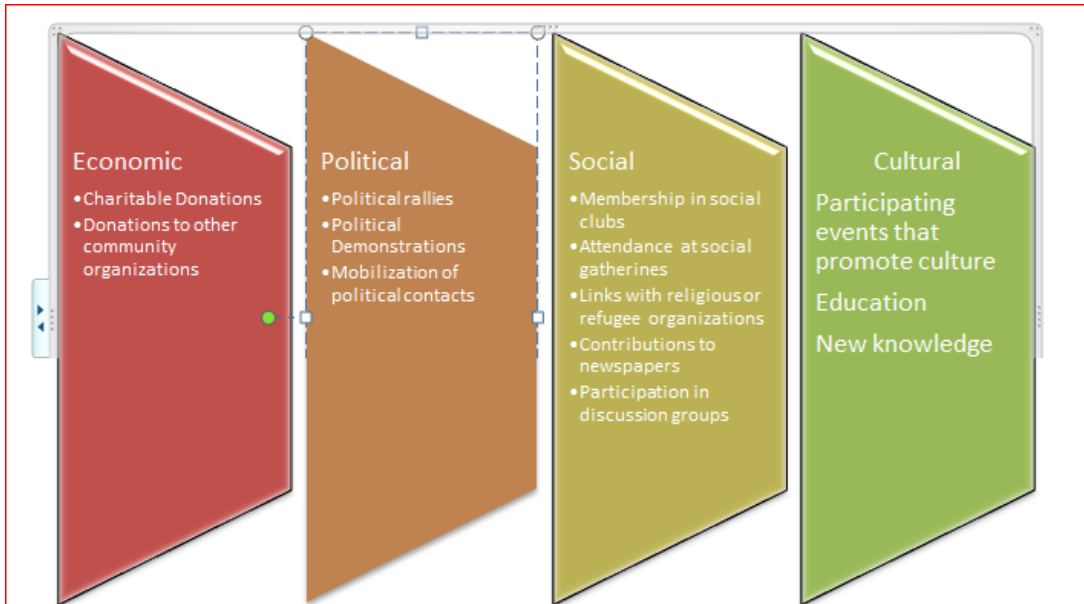 Economic
•Charitable Donations
•Donations to other
community
organizations
Political
•Political rallies
•Political
Demonstrations
•Mobilization of
political contacts
Social
•Membership in social
clubs
•Attendance at social
gatherines
•Links with religious or
refugee organizations
•Contributions to
newspapers
•Participation in
discussion groups
Cultural
Participating
events that
promote culture
Education
New knowledge